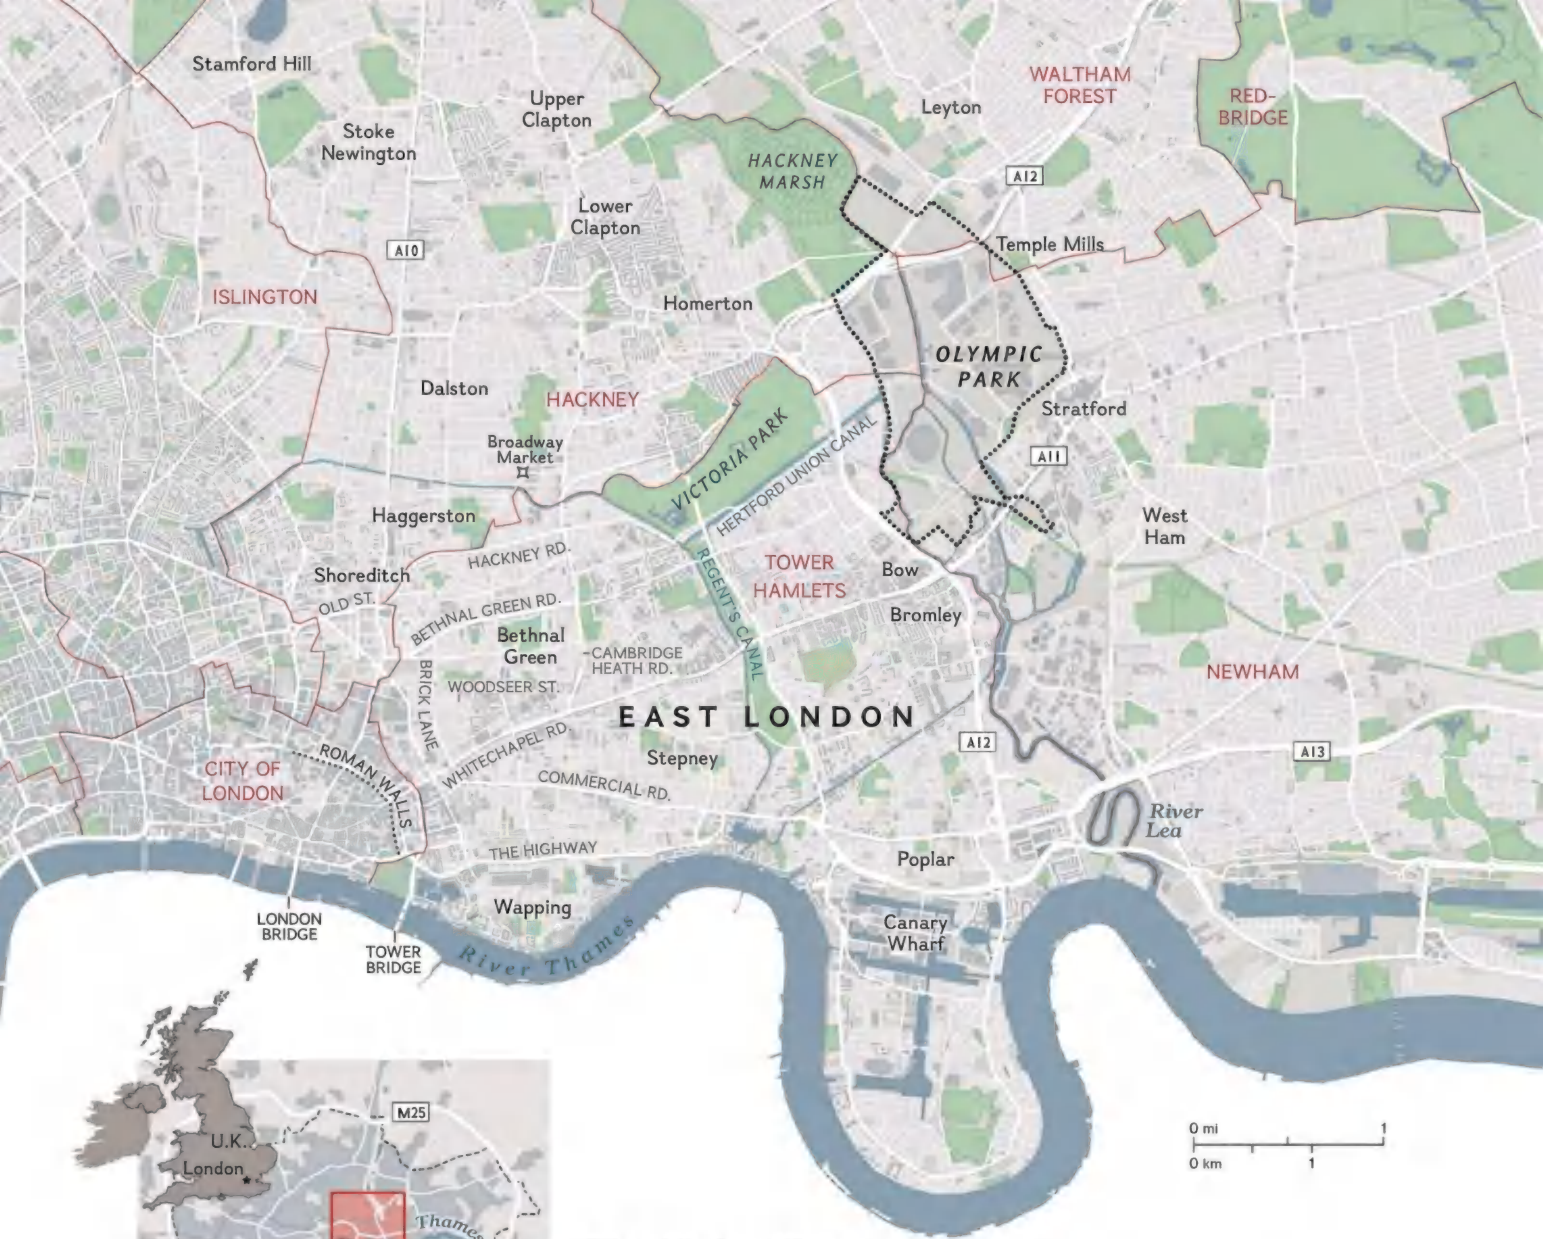 Stamford Hill
Upper
Clapton
Leyton
WALTHAM
FOREST
RED-
BRIDGE
Stoke
Newington
HACKNEY
MARSH
A12
Lower
Clapton
A10
Temple Mills
ISLINGTON
Homerton
OLYMPIC
PARK
Dalston
HACKNEY
Stratford
Broadway
Market
VICTORIA PARK
HERTFORD UNION CANAL
A11
Haggerston
West
Ham
HACKNEY RD.
Shoreditch
OLD ST.
REGENT'S CANAL
TOWER
HAMLETS
Bow
BETHNAL GREEN RD.
Bromley
Bethnal
Green
CAMBRIDGE
HEATH RD.
NEWHAM
BRICK LANE
WOODSEER ST.
EAST LONDON
WHITECHAPEL RD.
Stepney
A12
A13
ROMAN WALLS
CITY OF
LONDON
COMMERCIAL RD.
River
Lea
THE HIGHWAY
Poplar
Wapping
Canary
Wharf
LONDON
BRIDGE
TOWER
BRIDGE
River Thames
M25
U.K.
London
Thames
0 mi 1
0 km 1